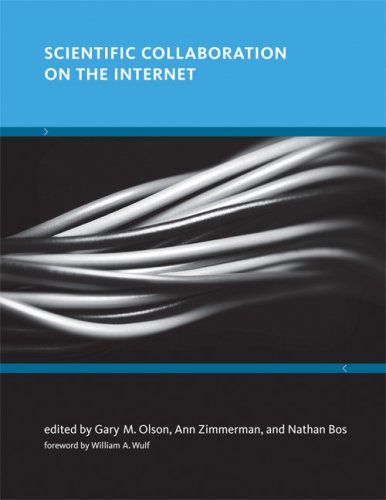 SCIENTIFIC COLLABORATION
ON THE INTERNET
>
<
edited by Gary M. Olson, Ann Zimmerman, and Nathan Bos
foreword by William A. Wulf